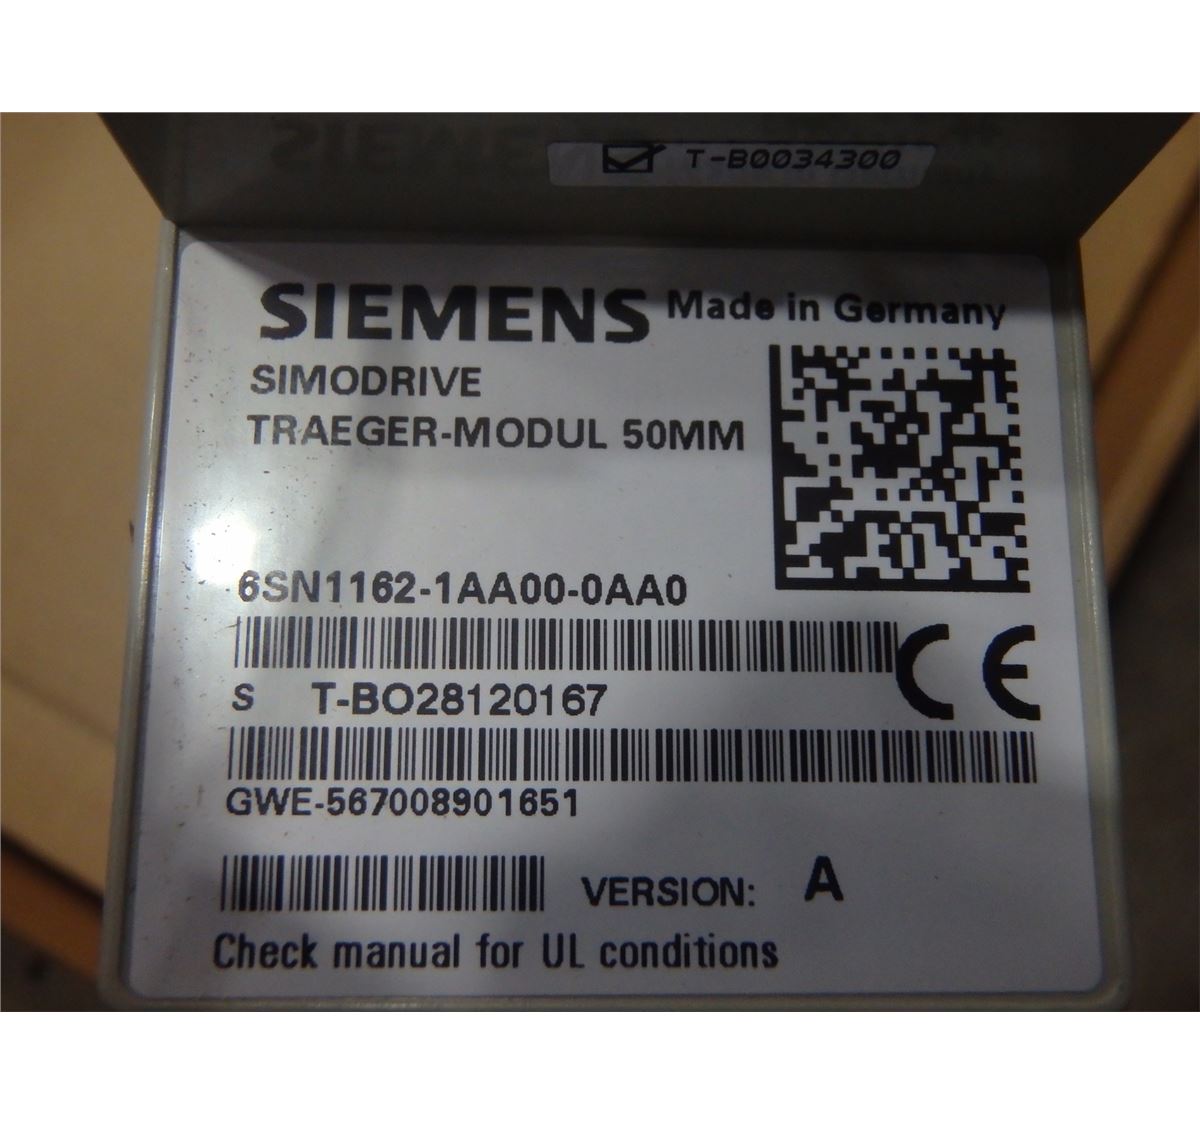 T-B0034300
SIEMENS Made in Germany
SIMODRIVE
TRAEGER-MODUL 50MM
6SN1162-1AA00-0AA0
S T-BO28120167
GWE-567008901651
VERSION: A
Check manual for UL conditions